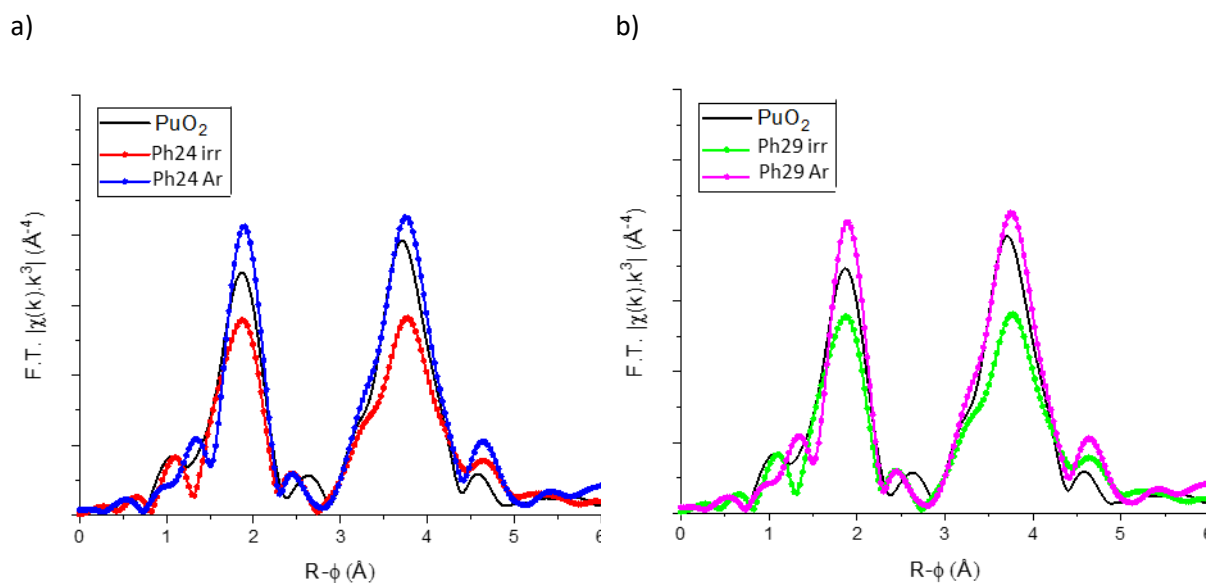 a)
PuO₂
Ph24 irr
Ph24 Ar
F.T. |χ(k).k³| (Å⁻⁴)
0 1 2 3 4 5 6
R-ϕ (Å)
b)
PuO₂
Ph29 irr
Ph29 Ar
F.T. |χ(k).k³| (Å⁻⁴)
0 1 2 3 4 5 6
R-ϕ (Å)